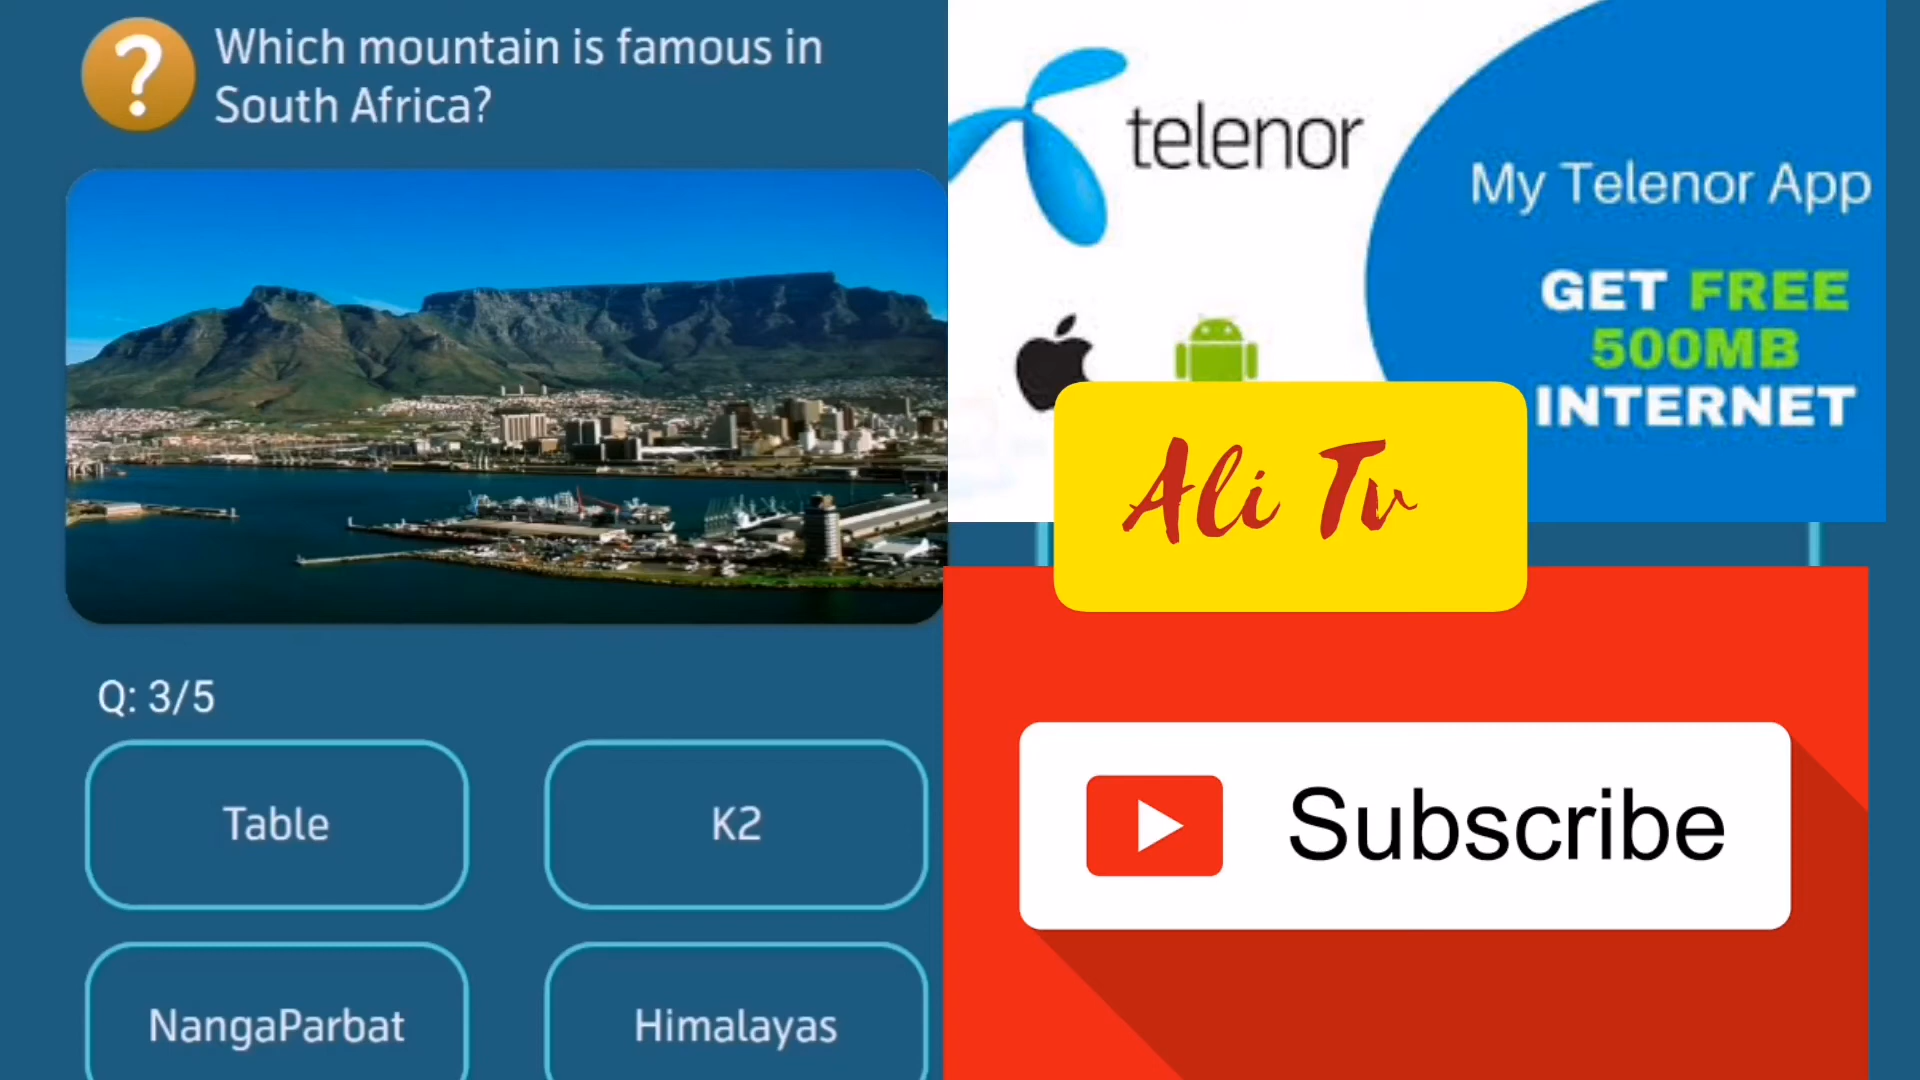 ?
Which mountain is famous in
South Africa?
Q: 3/5
Table
K2
NangaParbat
Himalayas
telenor
My Telenor App
GET FREE
500MB
INTERNET
Ali Tv
Subscribe